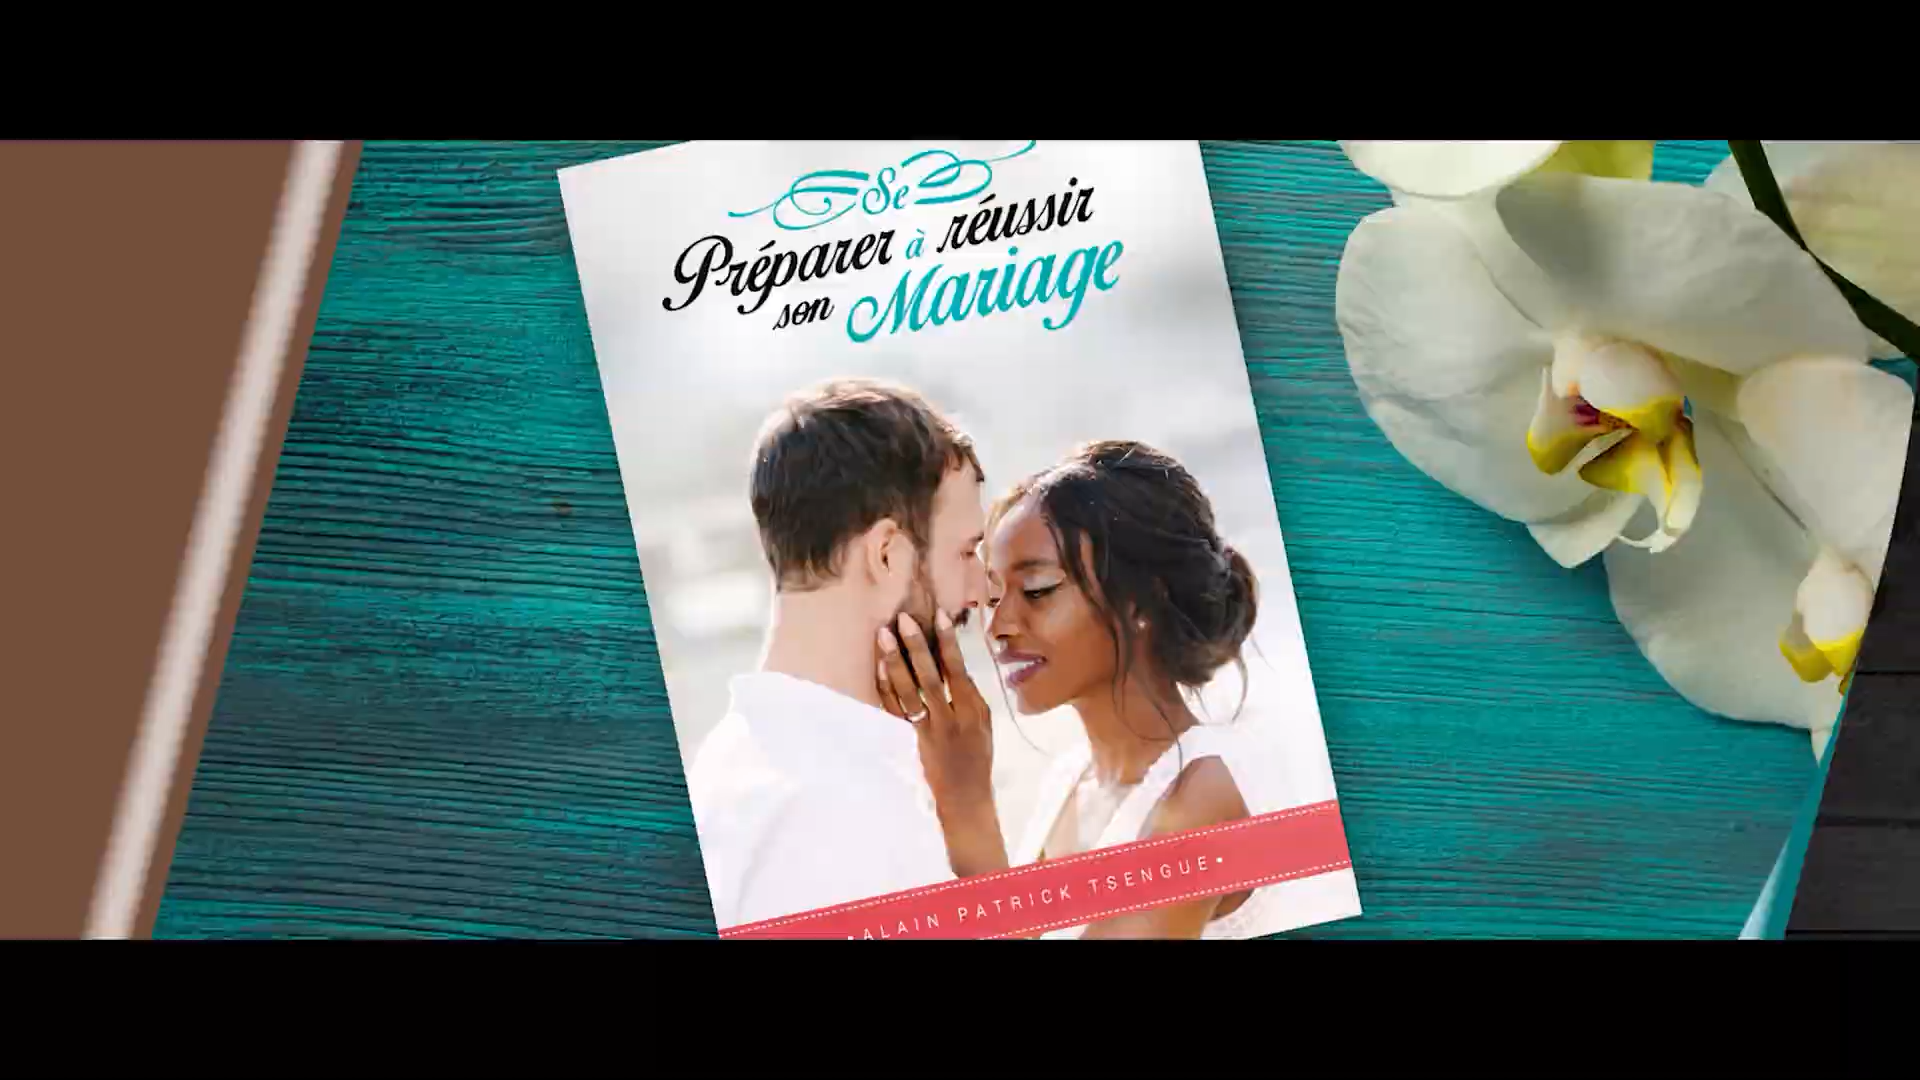 Se
Préparer à réussir
son Mariage
•ALAIN PATRICK TSENGUE•